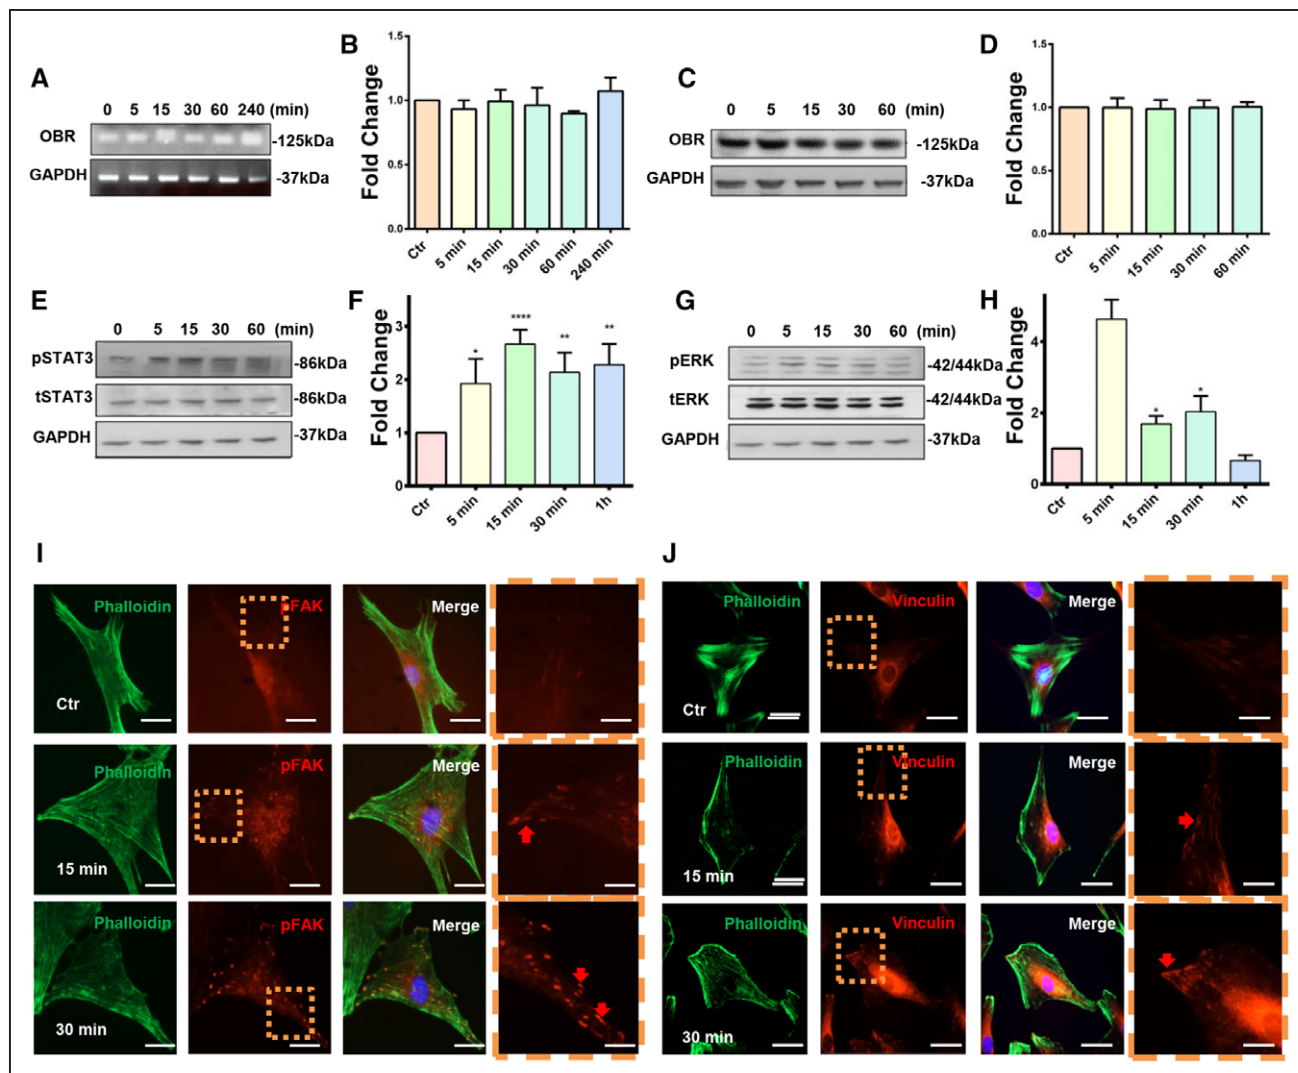 A
0 5 15 30 60 240 (min)
OBR -125kDa
GAPDH -37kDa
B
Fold Change
1.5
1.0
0.5
0.0
Ctr 5 min 15 min 30 min 60 min 240 min
C
0 5 15 30 60 (min)
OBR -125kDa
GAPDH -37kDa
D
Fold Change
1.5
1.0
0.5
0.0
Ctr 5 min 15 min 30 min 60 min
E
0 5 15 30 60 (min)
pSTAT3 -86kDa
tSTAT3 -86kDa
GAPDH -37kDa
F
Fold Change
3
2
1
0
* **** ** **
Ctr 5 min 15 min 30 min 1h
G
0 5 15 30 60 (min)
pERK -42/44kDa
tERK -42/44kDa
GAPDH -37kDa
H
Fold Change
4
2
0
* *
Ctr 5 min 15 min 30 min 1h
I
Phalloidin pFAK Merge
Ctr
Phalloidin pFAK Merge
15 min
Phalloidin pFAK Merge
30 min
J
Phalloidin Vinculin Merge
Ctr
Phalloidin Vinculin Merge
15 min
Phalloidin Vinculin Merge
30 min